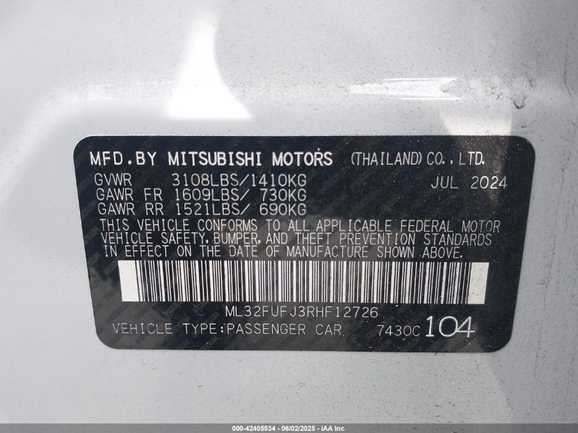 MFD. BY MITSUBISHI MOTORS (THAILAND) CO., LTD.
GVWR 3108LBS/1410KG JUL 2024
GAWR FR 1609LBS/ 730KG
GAWR RR 1521LBS/ 690KG
THIS VEHICLE CONFORMS TO ALL APPLICABLE FEDERAL MOTOR
VEHICLE SAFETY, BUMPER, AND THEFT PREVENTION STANDARDS
IN EFFECT ON THE DATE OF MANUFACTURE SHOWN ABOVE.
ML32FUFJ3RHF12726
VEHICLE TYPE:PASSENGER CAR 7430C 104
000-42405534 - 06/02/2025 - IAA Inc.